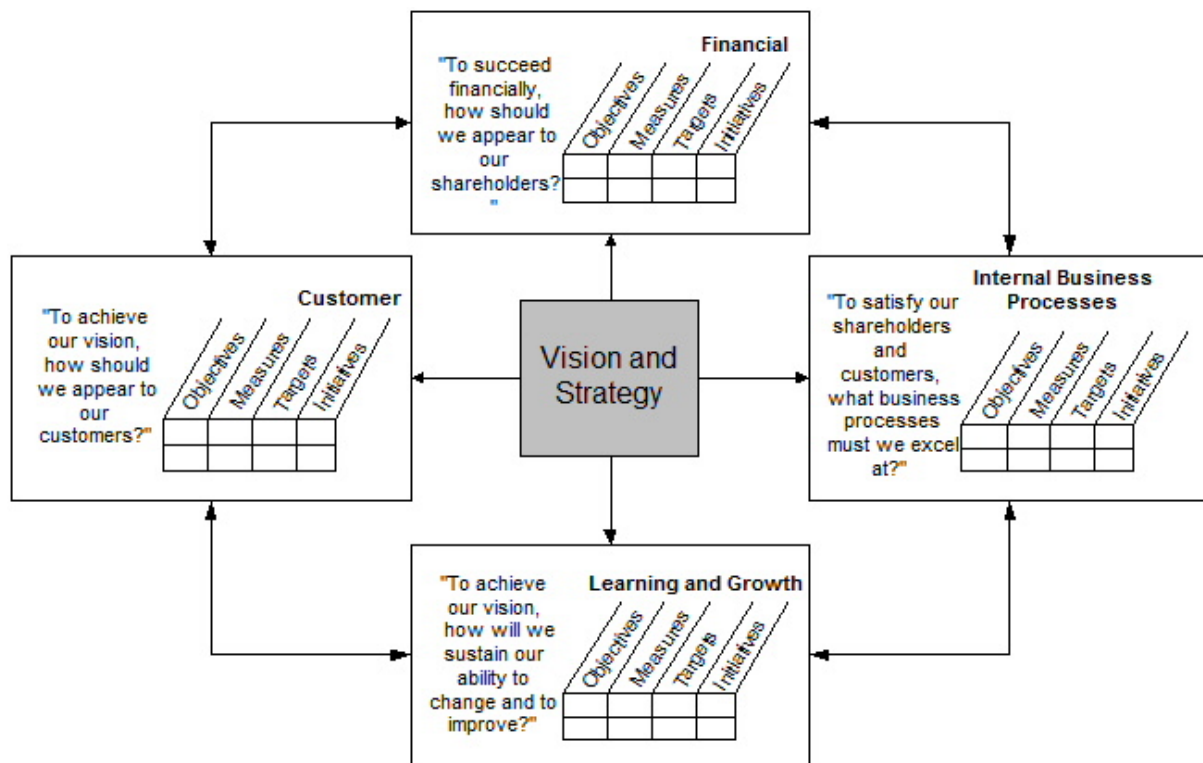 Financial
"To succeed
financially,
how should
we appear to
our
shareholders?
"
Objectives
Measures
Targets
Initiatives
Customer
"To achieve
our vision,
how should
we appear to
our
customers?"
Objectives
Measures
Targets
Initiatives
Vision and
Strategy
Internal Business
Processes
"To satisfy our
shareholders
and
customers,
what business
processes
must we excel
at?"
Objectives
Measures
Targets
Initiatives
Learning and Growth
"To achieve
our vision,
how will we
sustain our
ability to
change and to
improve?"
Objectives
Measures
Targets
Initiatives